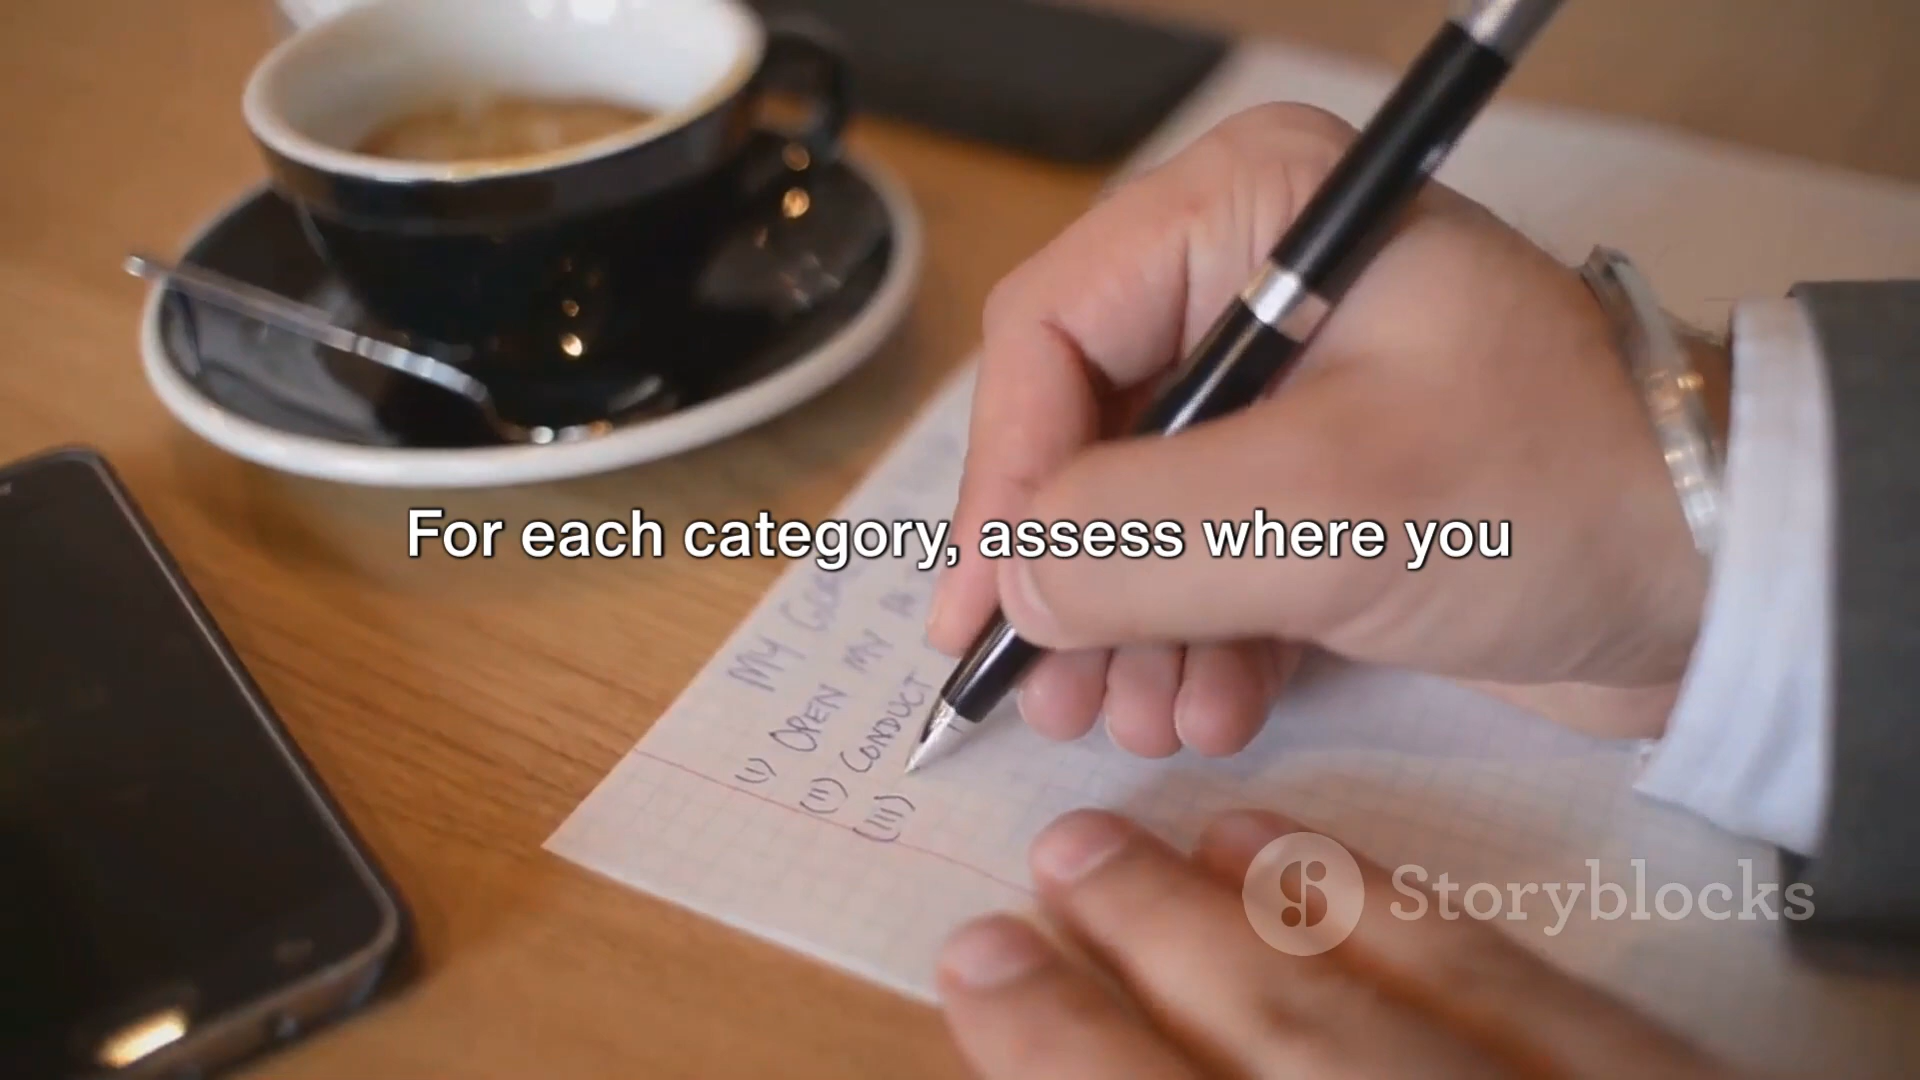 For each category, assess where you
MY
(I) OPEN MY
(II) CONDUCT
(III)
Storyblocks